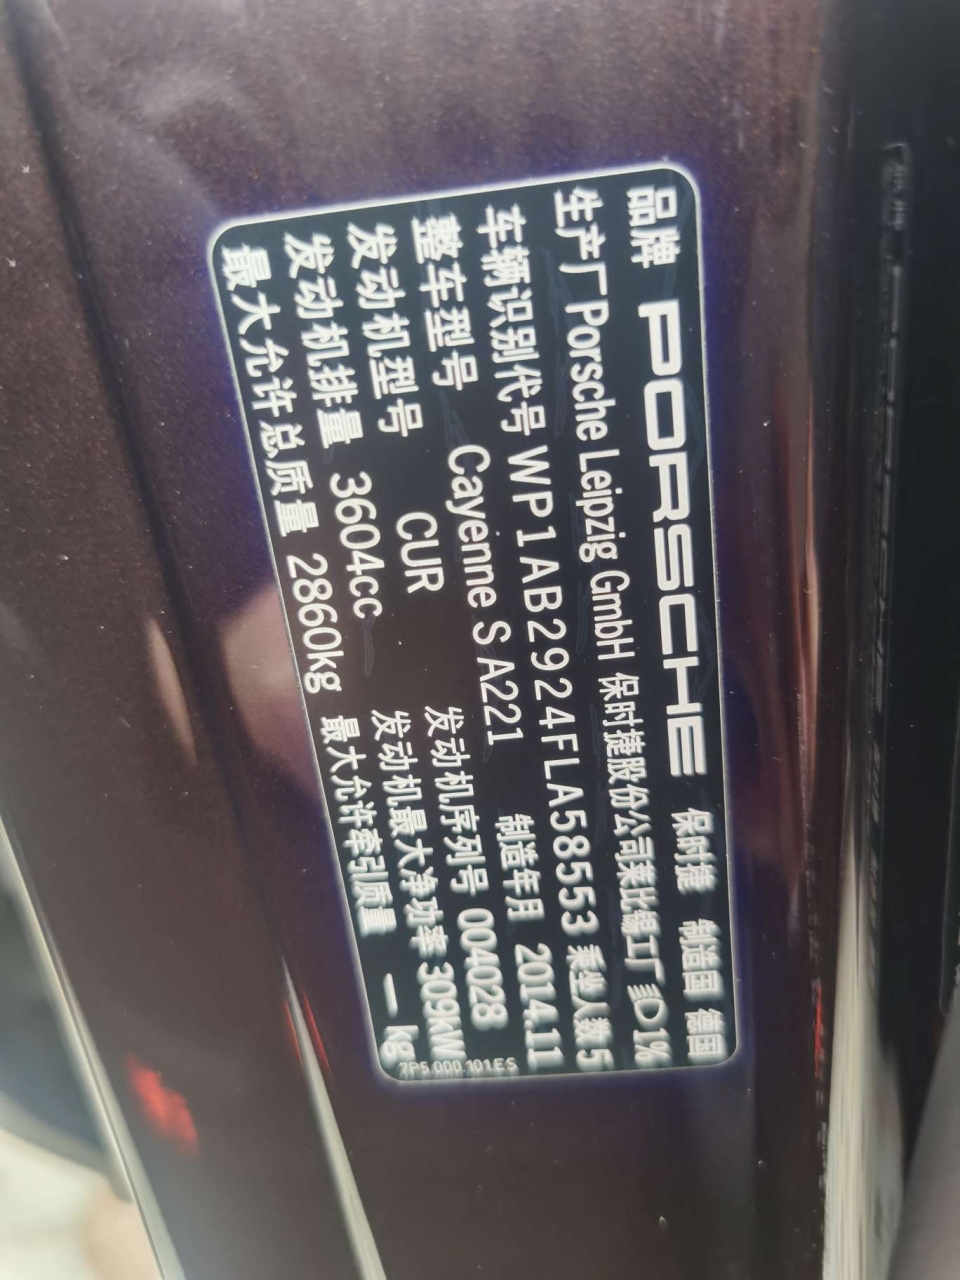 品牌 PORSCHE 保时捷 制造国 德国
生产厂 Porsche Leipzig GmbH 保时捷股份公司莱比锡工厂 1%
车辆识别代号 WP1AB2924FLA58553 乘坐人数 5
整车型号 Cayenne S A221 制造年月 2014.11
发动机型号 CUR 发动机序列号 004028
发动机排量 3604cc 发动机最大净功率 309kW
最大允许总质量 2860kg 最大允许牵引质量 — kg
7P5.000.101.ES